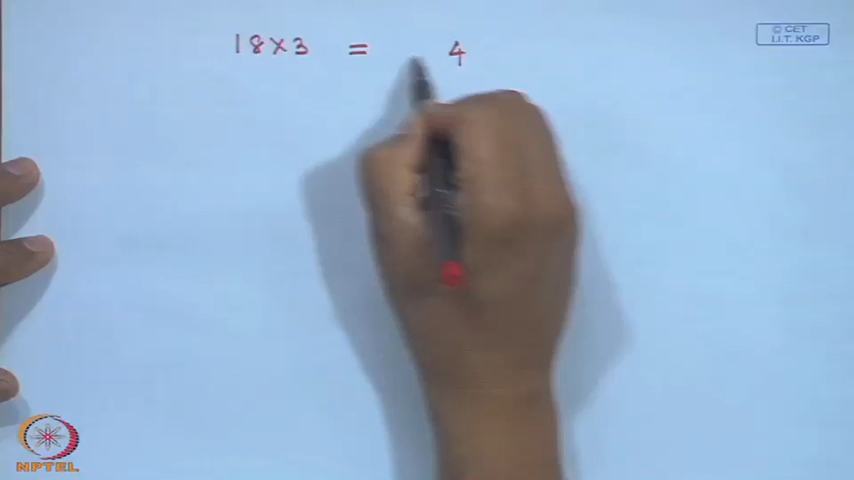 18×3 = 4
© CET
I.I.T. KGP
NPTEL